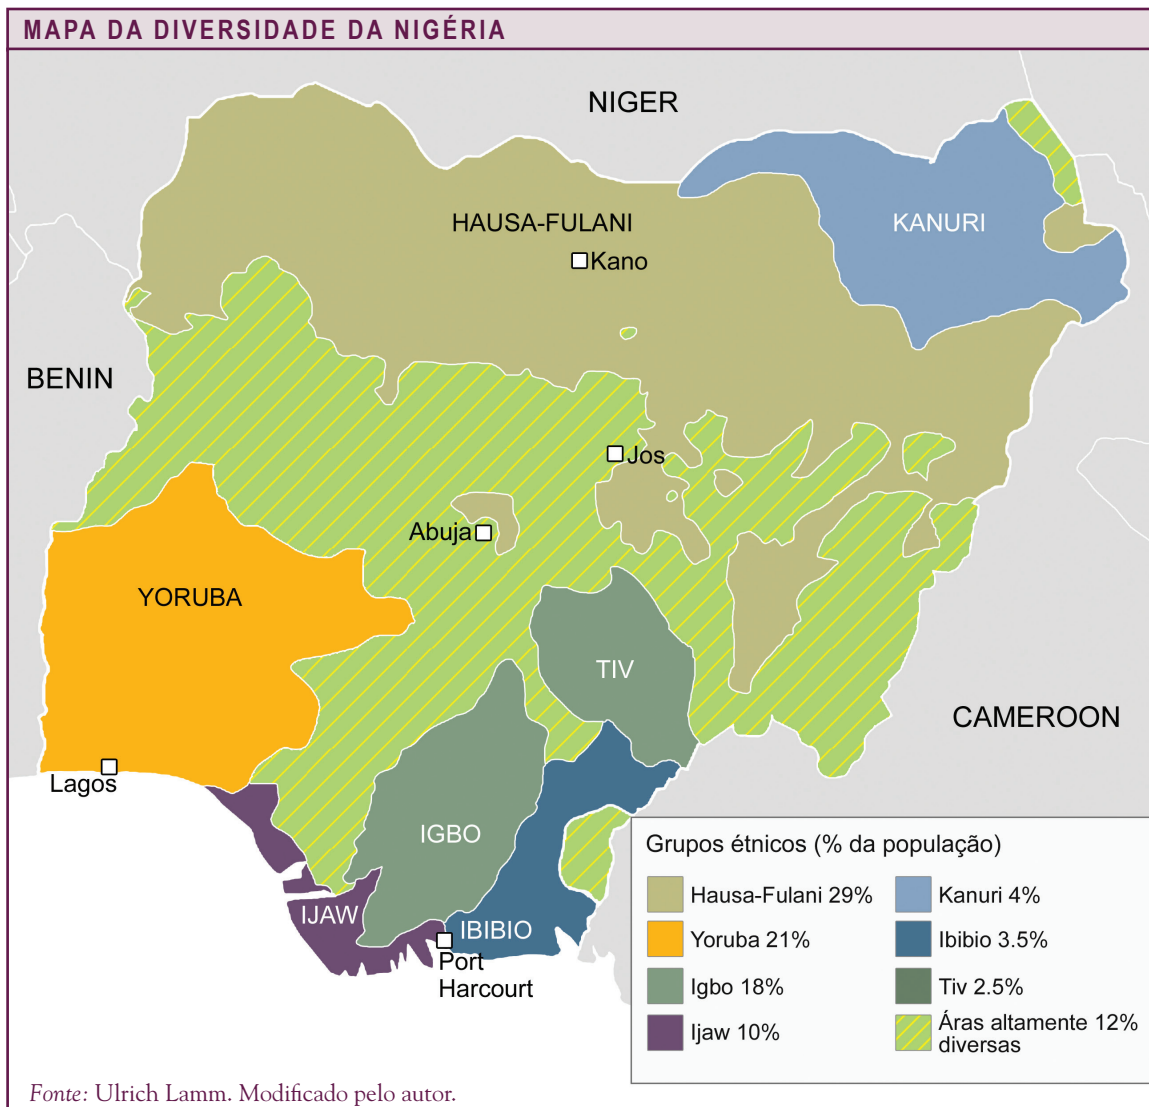 MAPA DA DIVERSIDADE DA NIGÉRIA
NIGER
HAUSA-FULANI
KANURI
Kano
BENIN
Jos
Abuja
YORUBA
TIV
CAMEROON
Lagos
IGBO
IJAW
IBIBIO
Port
Harcourt
Grupos étnicos (% da população)
Hausa-Fulani 29%
Yoruba 21%
Igbo 18%
Ijaw 10%
Kanuri 4%
Ibibio 3.5%
Tiv 2.5%
Áras altamente 12%
diversas
Fonte: Ulrich Lamm. Modificado pelo autor.